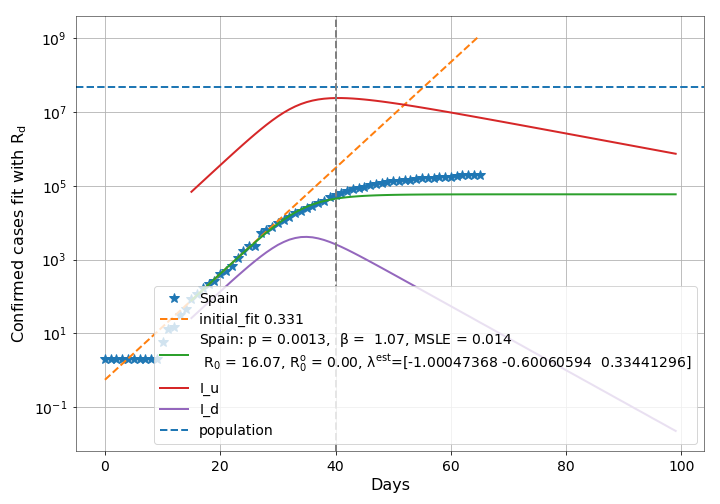 10⁹
10⁷
10⁵
10³
10¹
10⁻¹
Confirmed cases fit with R_d
0 20 40 60 80 100
Days
Spain
initial_fit 0.331
Spain: p = 0.0013,  β =  1.07, MSLE = 0.014
R₀ = 16.07, R₀⁰ = 0.00, λᵉˢᵗ=[-1.00047368 -0.60060594  0.33441296]
I_u
I_d
population